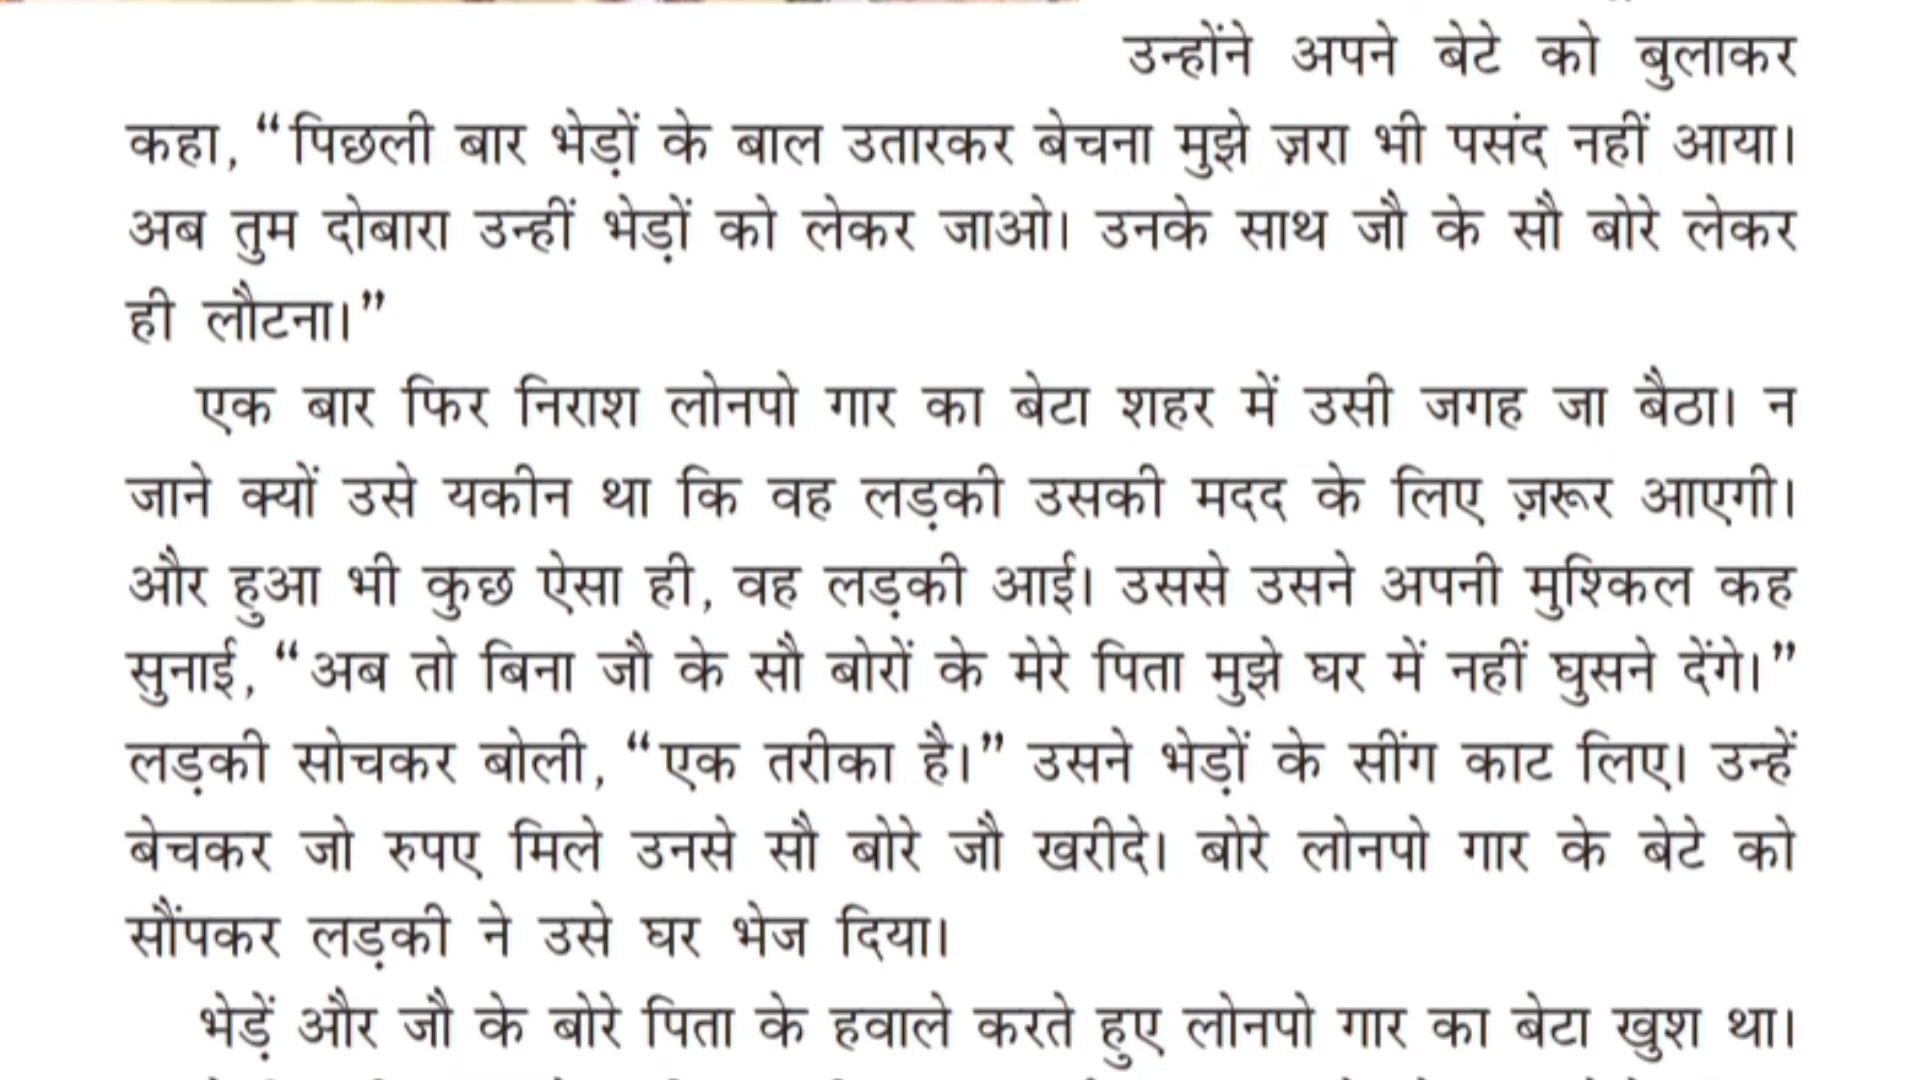 उन्होंने अपने बेटे को बुलाकर
कहा, “पिछली बार भेड़ों के बाल उतारकर बेचना मुझे ज़रा भी पसंद नहीं आया।
अब तुम दोबारा उन्हीं भेड़ों को लेकर जाओ। उनके साथ जौ के सौ बोरे लेकर
ही लौटना।”
एक बार फिर निराश लोनपो गार का बेटा शहर में उसी जगह जा बैठा। न
जाने क्यों उसे यकीन था कि वह लड़की उसकी मदद के लिए ज़रूर आएगी।
और हुआ भी कुछ ऐसा ही, वह लड़की आई। उससे उसने अपनी मुश्किल कह
सुनाई, “अब तो बिना जौ के सौ बोरों के मेरे पिता मुझे घर में नहीं घुसने देंगे।”
लड़की सोचकर बोली, “एक तरीका है।” उसने भेड़ों के सींग काट लिए। उन्हें
बेचकर जो रुपए मिले उनसे सौ बोरे जौ खरीदे। बोरे लोनपो गार के बेटे को
सौंपकर लड़की ने उसे घर भेज दिया।
भेड़ें और जौ के बोरे पिता के हवाले करते हुए लोनपो गार का बेटा खुश था।